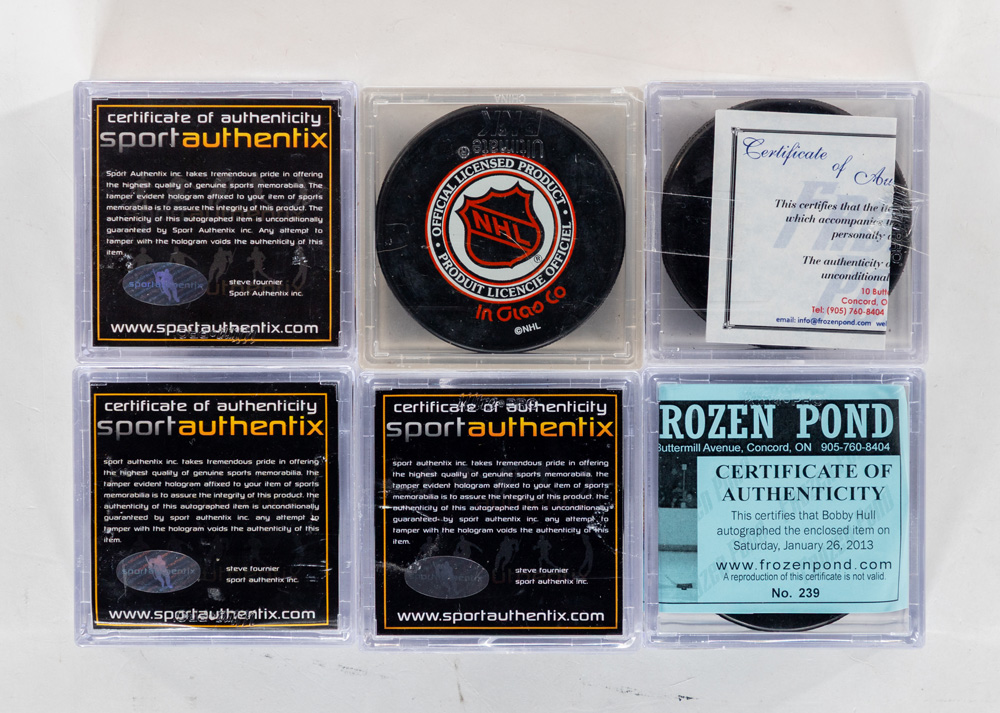 certificate of authenticity
sportauthentix
Sport Authentix inc. takes tremendous pride in offering
the highest quality of genuine sports memorabilia. The
tamper evident hologram affixed to your item of sports
memorabilia is to assure the integrity of this product. The
authenticity of this autographed item is unconditionally
guaranteed by Sport Authentix inc. Any attempt to
tamper with the hologram voids the authenticity of this
item.
sportauthentix
steve fournier
Sport Authentix inc.
www.sportauthentix.com
OFFICIAL LICENSED PRODUCT
NHL
®
PRODUIT LICENCIE OFFICIEL
In Glas Co
©NHL
Certificate
of Au
This certifies that the
which accompanies
personally
The authenticity
unconditional
10 Butt
Concord, O
Tel: (905) 760-8404
email: info@frozenpond.com
certificate of authenticity
sportauthentix
sport authentix inc. takes tremendous pride in offering
the highest quality of genuine sports memorabilia. the
tamper evident hologram affixed to your item of sports
memorabilia is to assure the integrity of this product. the
authenticity of this autographed item is unconditionally
guaranteed by sport authentix inc. any attempt to
tamper with the hologram voids the authenticity of this
item.
sportauthentix
steve fournier
sport authentix inc.
www.sportauthentix.com
certificate of authenticity
sportauthentix
sport authentix inc. takes tremendous pride in offering
the highest quality of genuine sports memorabilia. the
tamper evident hologram affixed to your item of sports
memorabilia is to assure the integrity of this product. the
authenticity of this autographed item is unconditionally
guaranteed by sport authentix inc. any attempt to
tamper with the hologram voids the authenticity of this
item.
steve fournier
sport authentix inc.
www.sportauthentix.com
ROZEN POND
Buttermill Avenue, Concord, ON 905-760-8404
CERTIFICATE OF
AUTHENTICITY
This certifies that Bobby Hull
autographed the enclosed item on
Saturday, January 26, 2013
www.frozenpond.com
A reproduction of this certificate is not valid.
No. 239